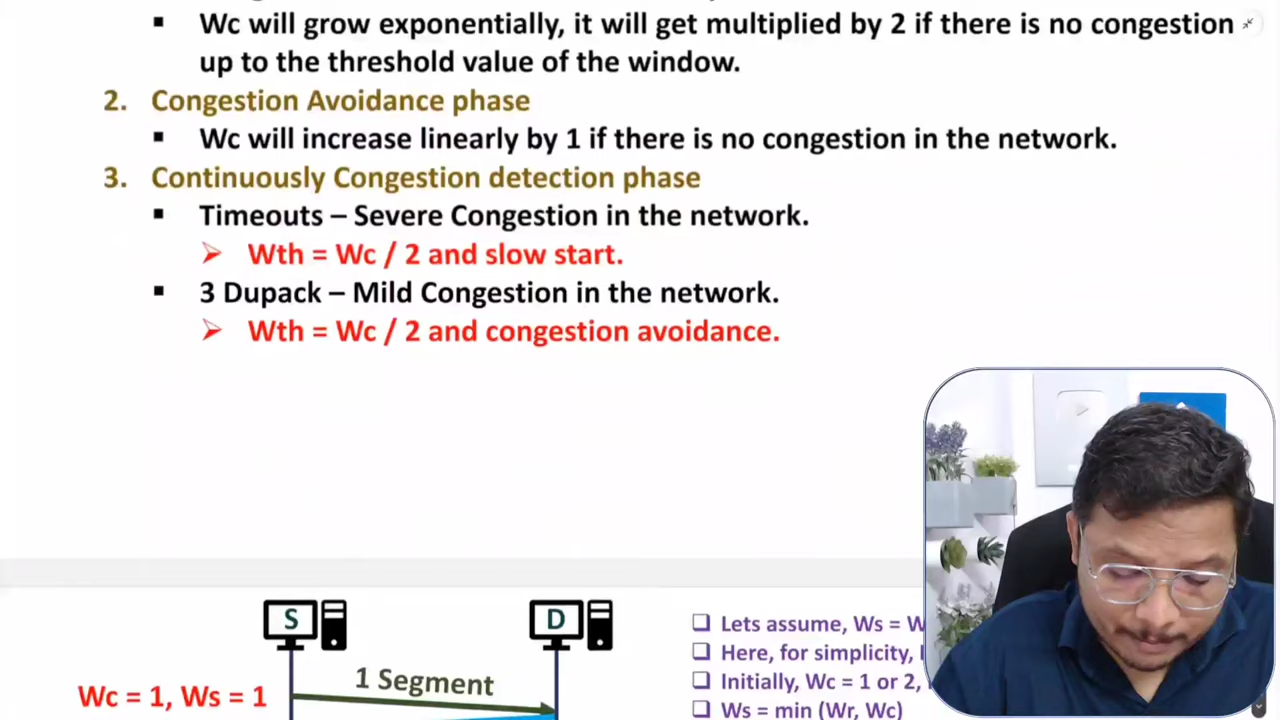 Wc will grow exponentially, it will get multiplied by 2 if there is no congestion
up to the threshold value of the window.
2. Congestion Avoidance phase
Wc will increase linearly by 1 if there is no congestion in the network.
3. Continuously Congestion detection phase
Timeouts – Severe Congestion in the network.
Wth = Wc / 2 and slow start.
3 Dupack – Mild Congestion in the network.
Wth = Wc / 2 and congestion avoidance.
S
D
1 Segment
Wc = 1, Ws = 1
Lets assume, Ws =
Here, for simplicity,
Initially, Wc = 1 or 2,
Ws = min (Wr, Wc)